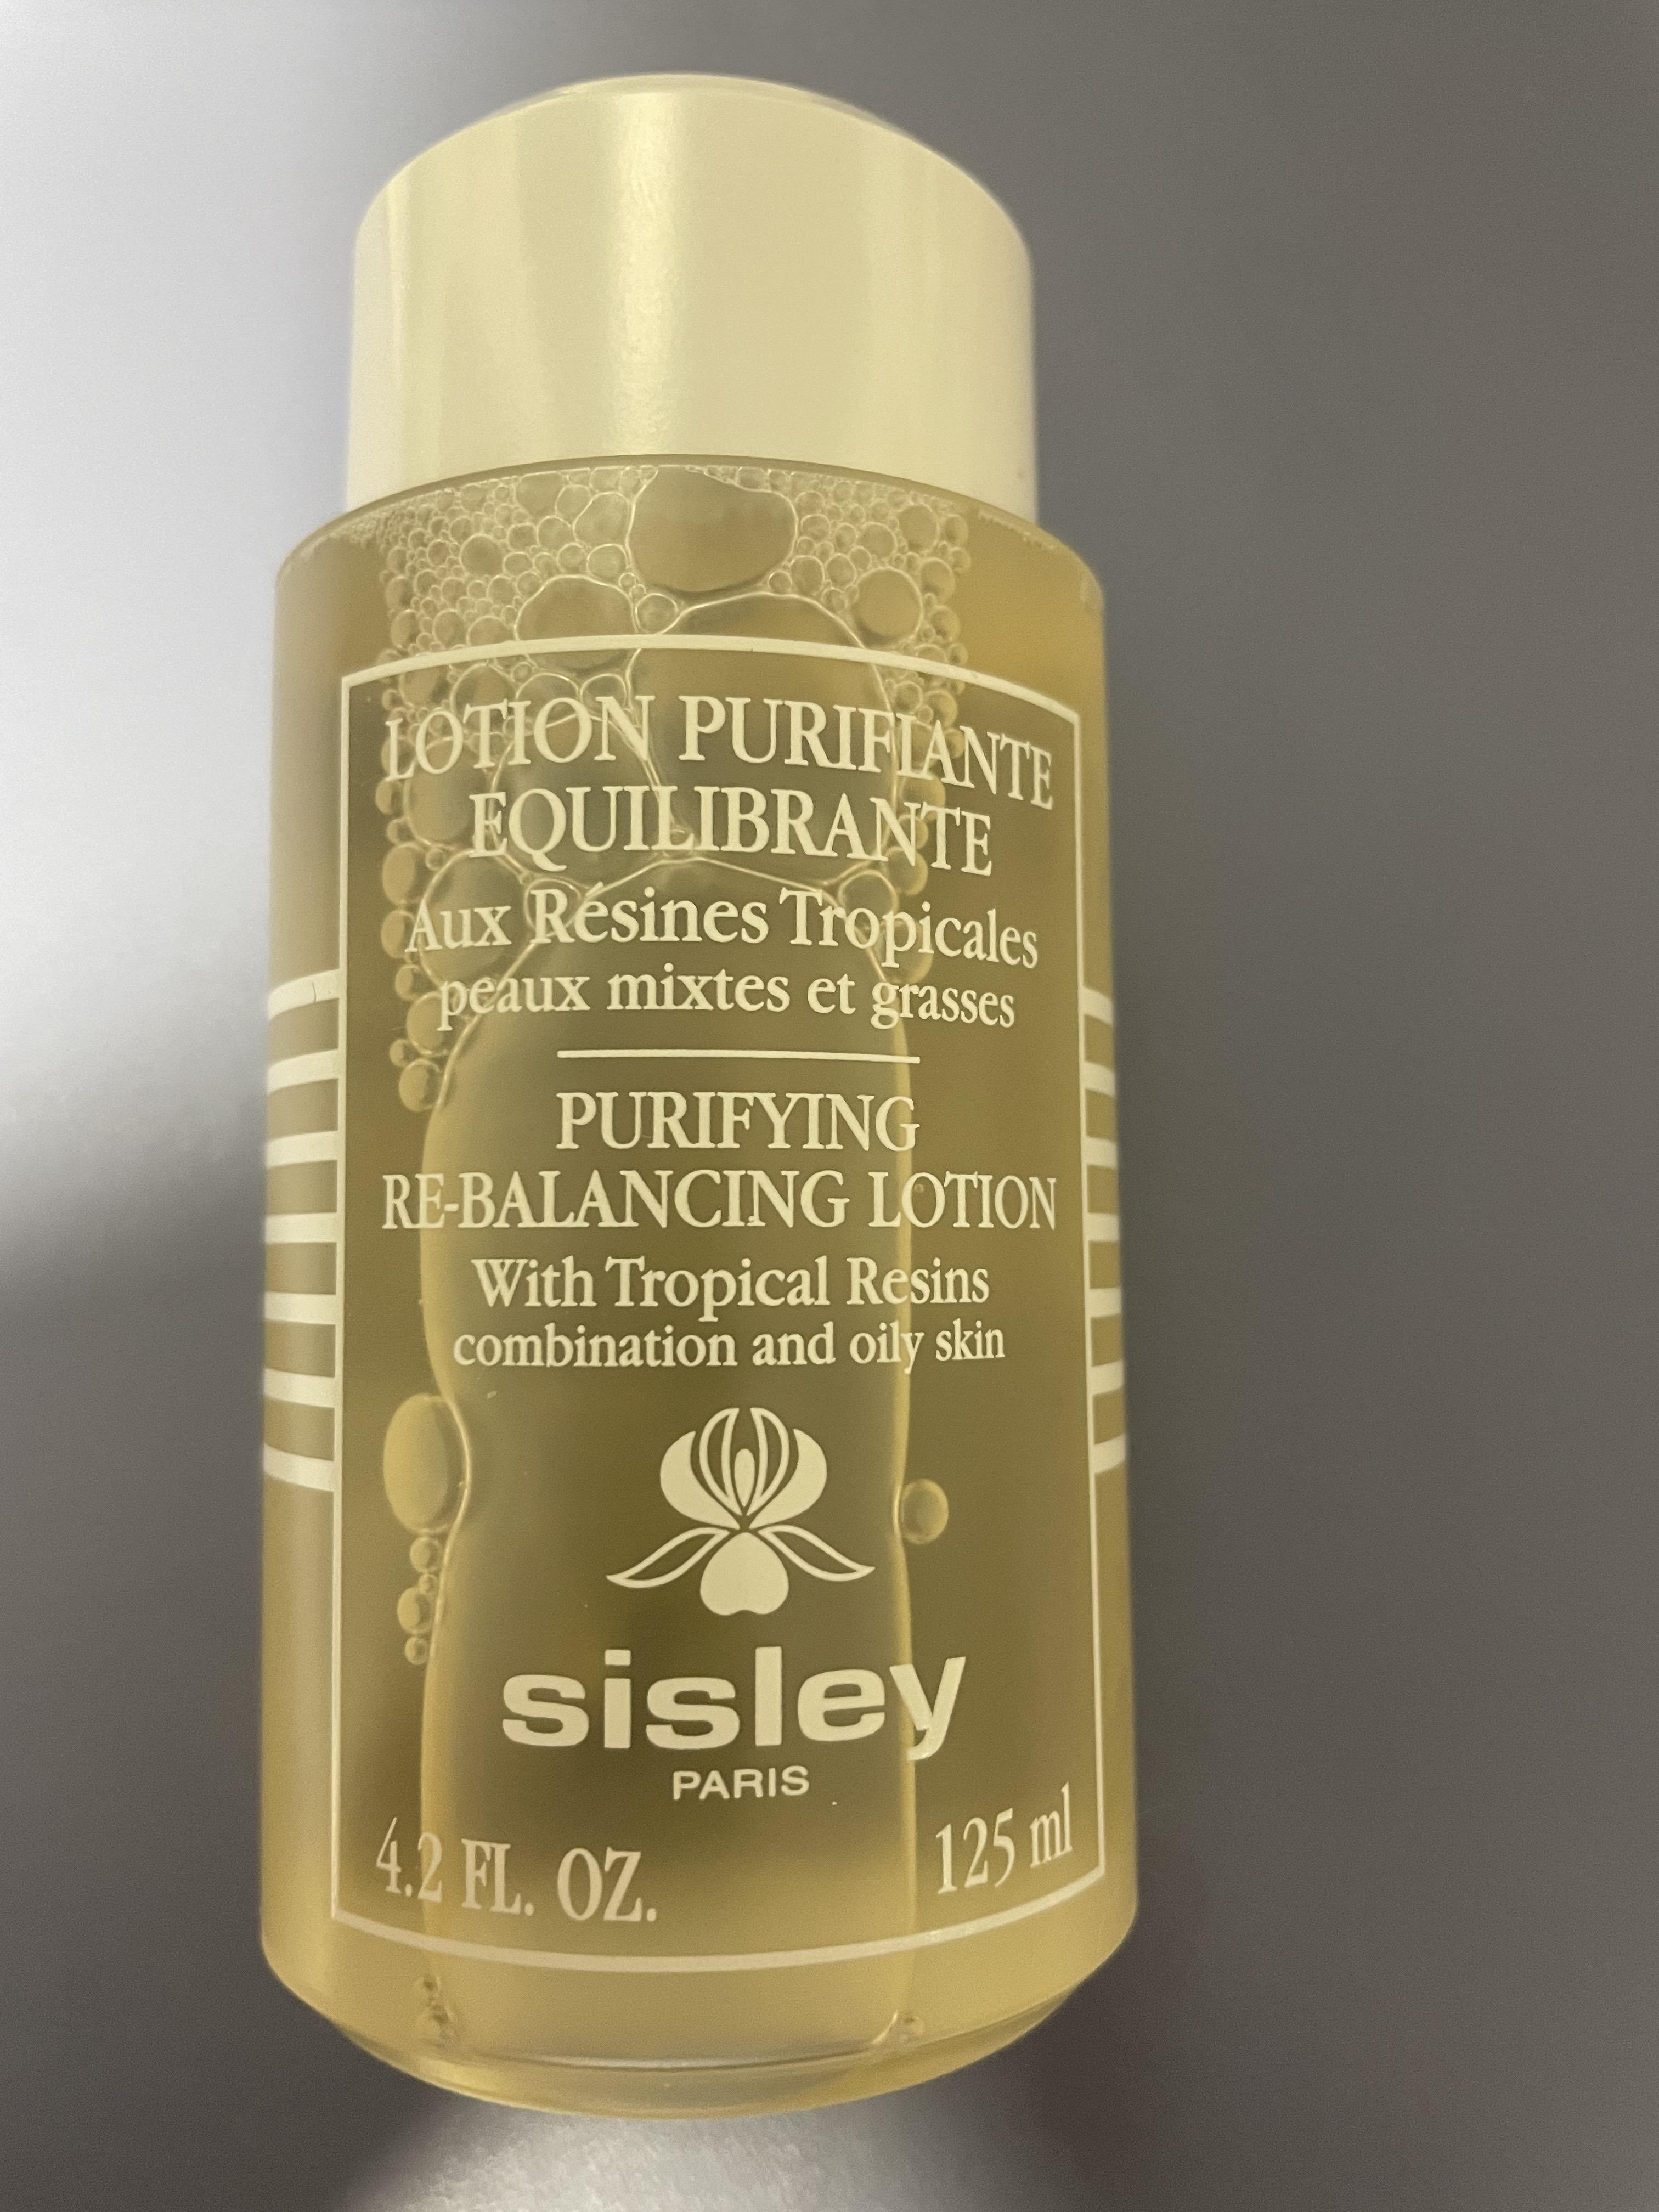 LOTION PURIFIANTE
EQUILIBRANTE
Aux Résines Tropicales
peaux mixtes et grasses
PURIFYING
RE-BALANCING LOTION
With Tropical Resins
combination and oily skin
sisley
PARIS
4.2 FL. OZ. 125 ml